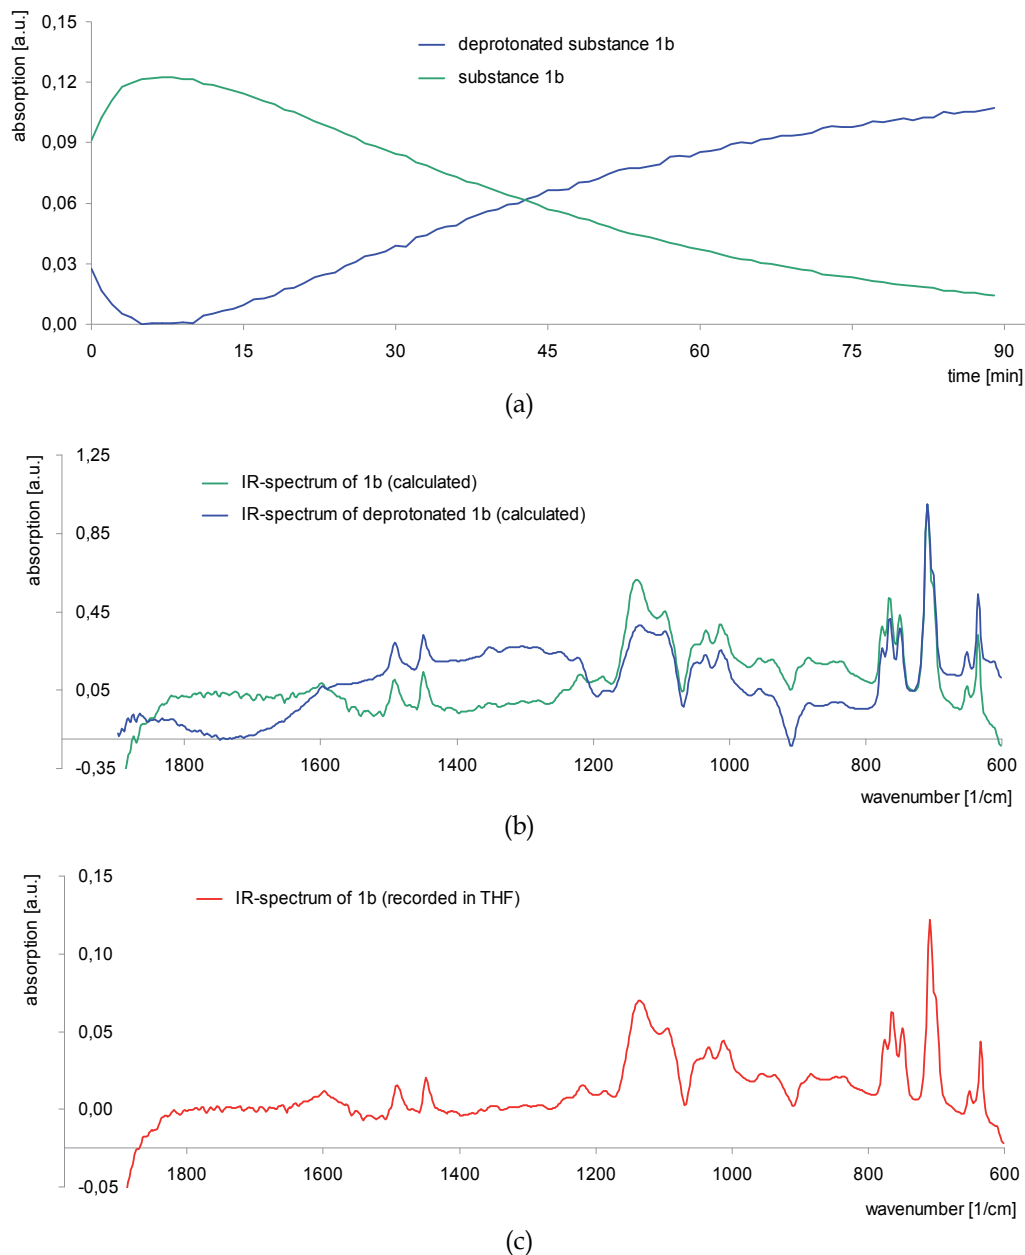 absorption [a.u.]
0,15
0,12
0,09
0,06
0,03
0,00
deprotonated substance 1b
substance 1b
0 15 30 45 60 75 90
time [min]
(a)
absorption [a.u.]
1,25
0,85
0,45
0,05
-0,35
IR-spectrum of 1b (calculated)
IR-spectrum of deprotonated 1b (calculated)
1800 1600 1400 1200 1000 800 600
wavenumber [1/cm]
(b)
absorption [a.u.]
0,15
0,10
0,05
0,00
-0,05
IR-spectrum of 1b (recorded in THF)
1800 1600 1400 1200 1000 800 600
wavenumber [1/cm]
(c)